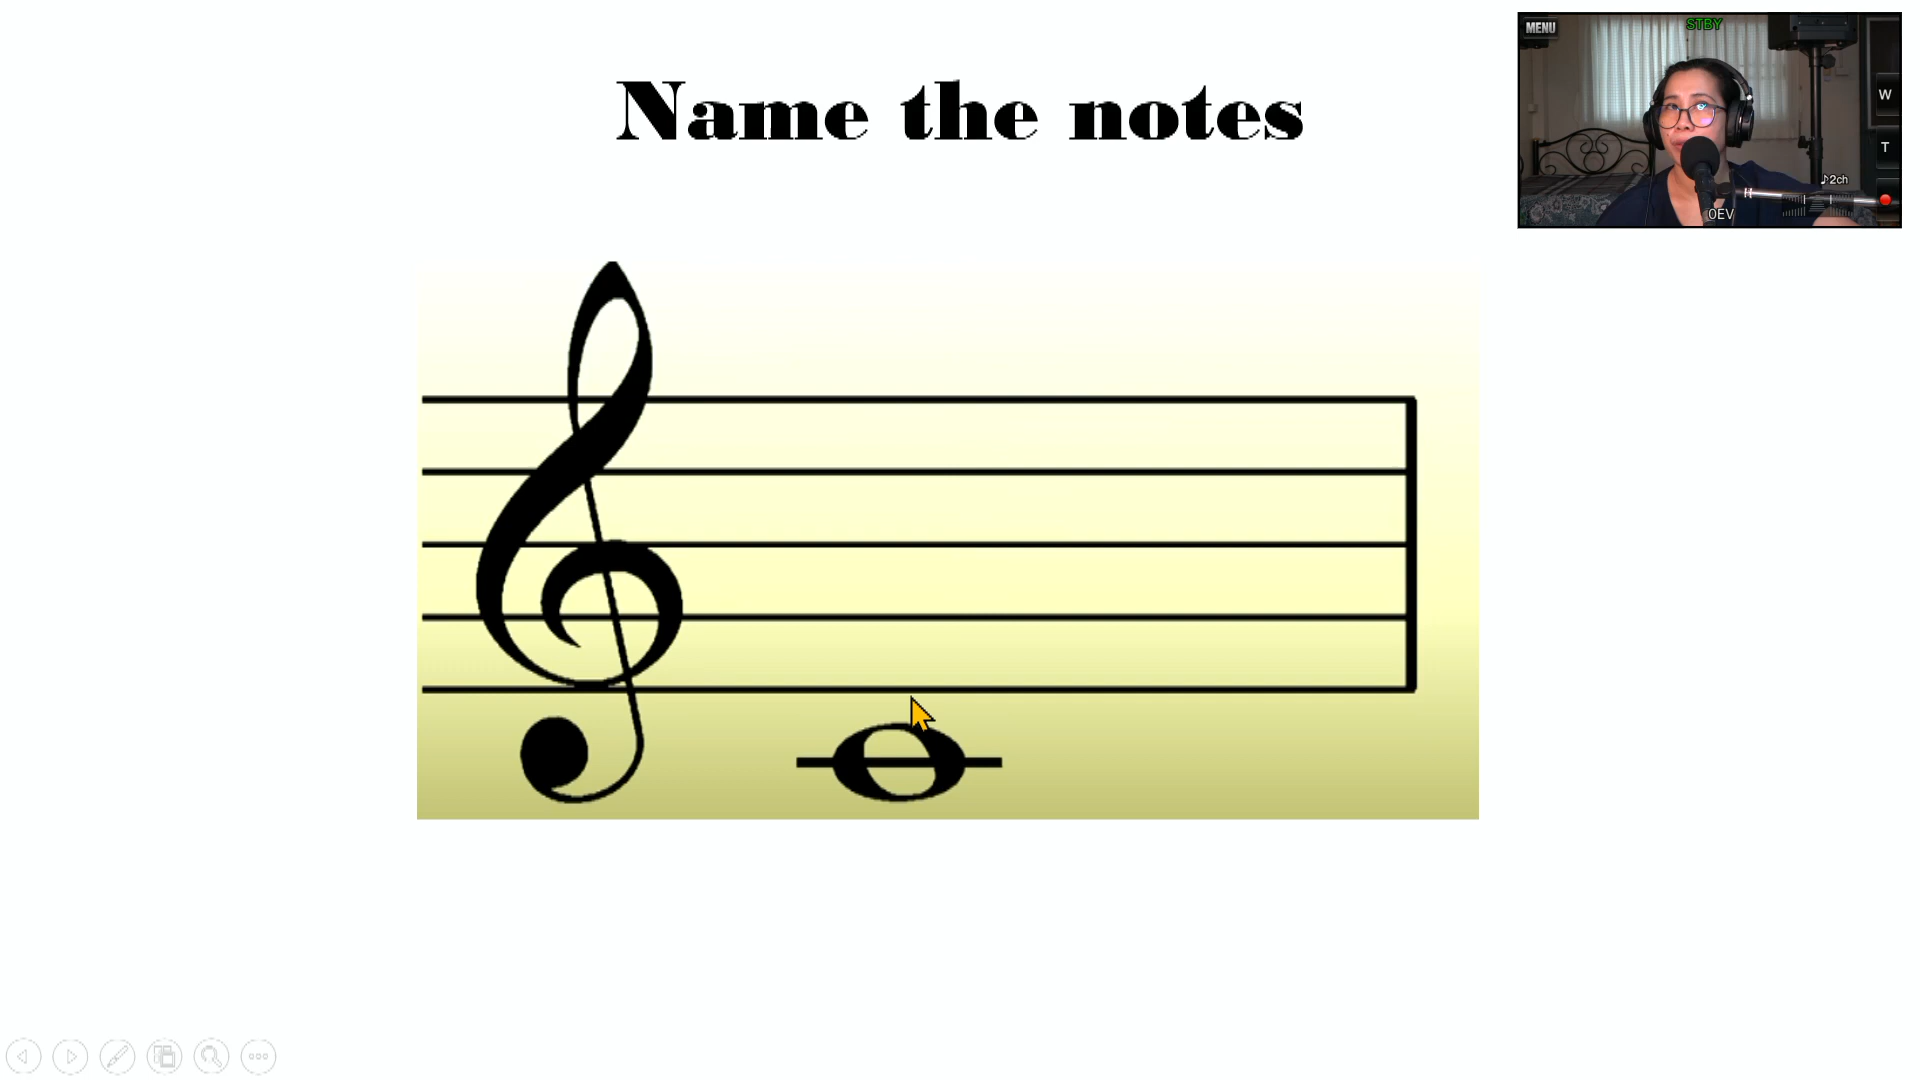 Name the notes
MENU
STBY
W
T
♪2ch
0EV